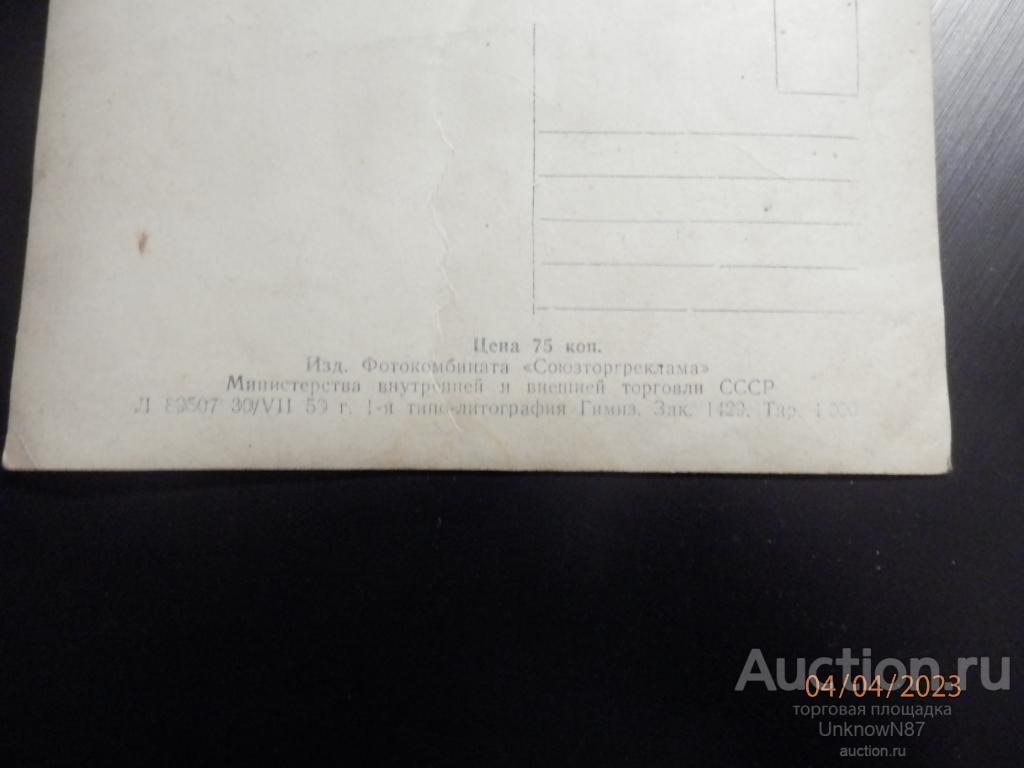 Цена 75 коп.
Изд. Фотокомбината «Союзторгреклама»
Министерства внутренней и внешней торговли СССР
Л 89507 30/VII 53 г. 1-я типо-литография Гимиз. Зак. 1429. Тир.
Auction.ru
04/04/2023
торговая площадка
UnknowN87
auction.ru